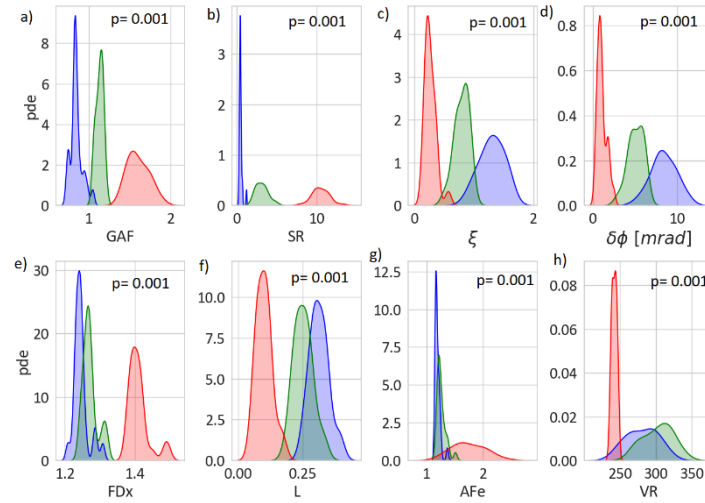 a) p= 0.001
8
6
4
2
0
pde
1 2
GAF
b) p= 0.001
3
2
1
0
0 5 10
SR
c) p= 0.001
4
3
2
1
0
0 1 2
ξ
d) p= 0.001
0.8
0.6
0.4
0.2
0.0
0 10
δϕ [mrad]
e) p= 0.001
30
20
10
0
pde
1.2 1.4
FDx
f) p= 0.001
10.0
7.5
5.0
2.5
0.0
0.00 0.25
L
g) p= 0.001
12.5
10.0
7.5
5.0
2.5
0.0
1 2
AFe
h) p= 0.001
0.08
0.06
0.04
0.02
0.00
250 300 350
VR